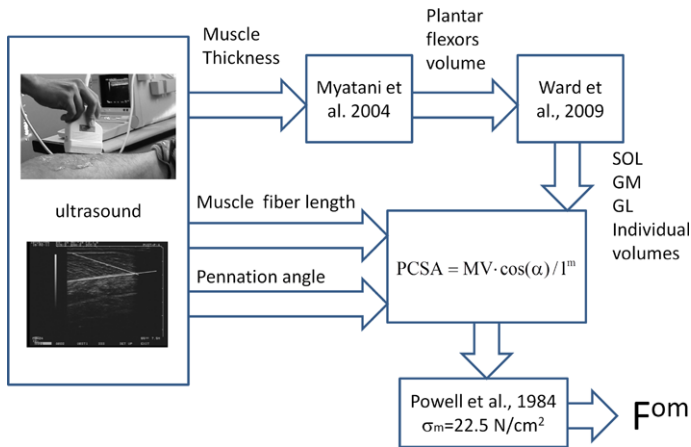 Muscle
Thickness
Myatani et
al. 2004
Plantar
flexors
volume
Ward et
al., 2009
SOL
GM
GL
Individual
volumes
ultrasound
Muscle fiber length
Pennation angle
PCSA = MV·cos(α)/l^m
Powell et al., 1984
σm=22.5 N/cm²
F^om